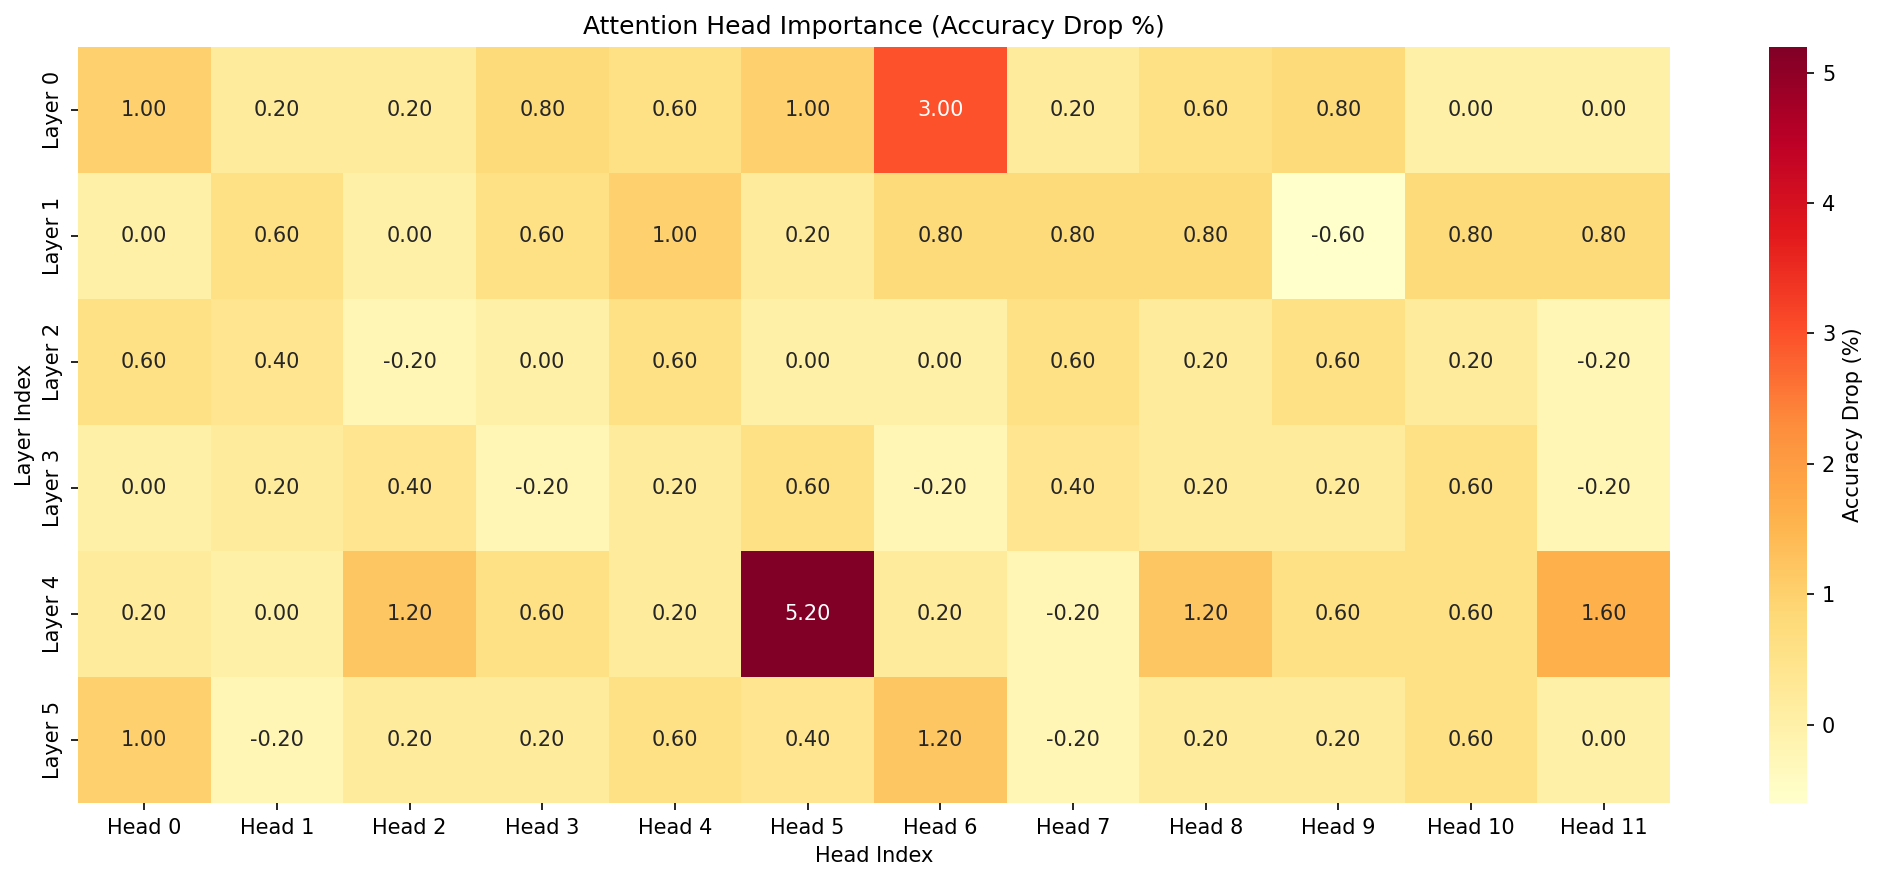 Attention Head Importance (Accuracy Drop %)
Layer Index
Layer 0
1.00 0.20 0.20 0.80 0.60 1.00 3.00 0.20 0.60 0.80 0.00 0.00
Layer 1
0.00 0.60 0.00 0.60 1.00 0.20 0.80 0.80 0.80 -0.60 0.80 0.80
Layer 2
0.60 0.40 -0.20 0.00 0.60 0.00 0.00 0.60 0.20 0.60 0.20 -0.20
Layer 3
0.00 0.20 0.40 -0.20 0.20 0.60 -0.20 0.40 0.20 0.20 0.60 -0.20
Layer 4
0.20 0.00 1.20 0.60 0.20 5.20 0.20 -0.20 1.20 0.60 0.60 1.60
Layer 5
1.00 -0.20 0.20 0.20 0.60 0.40 1.20 -0.20 0.20 0.20 0.60 0.00
Head 0 Head 1 Head 2 Head 3 Head 4 Head 5 Head 6 Head 7 Head 8 Head 9 Head 10 Head 11
Head Index
5
4
3
2
1
0
Accuracy Drop (%)